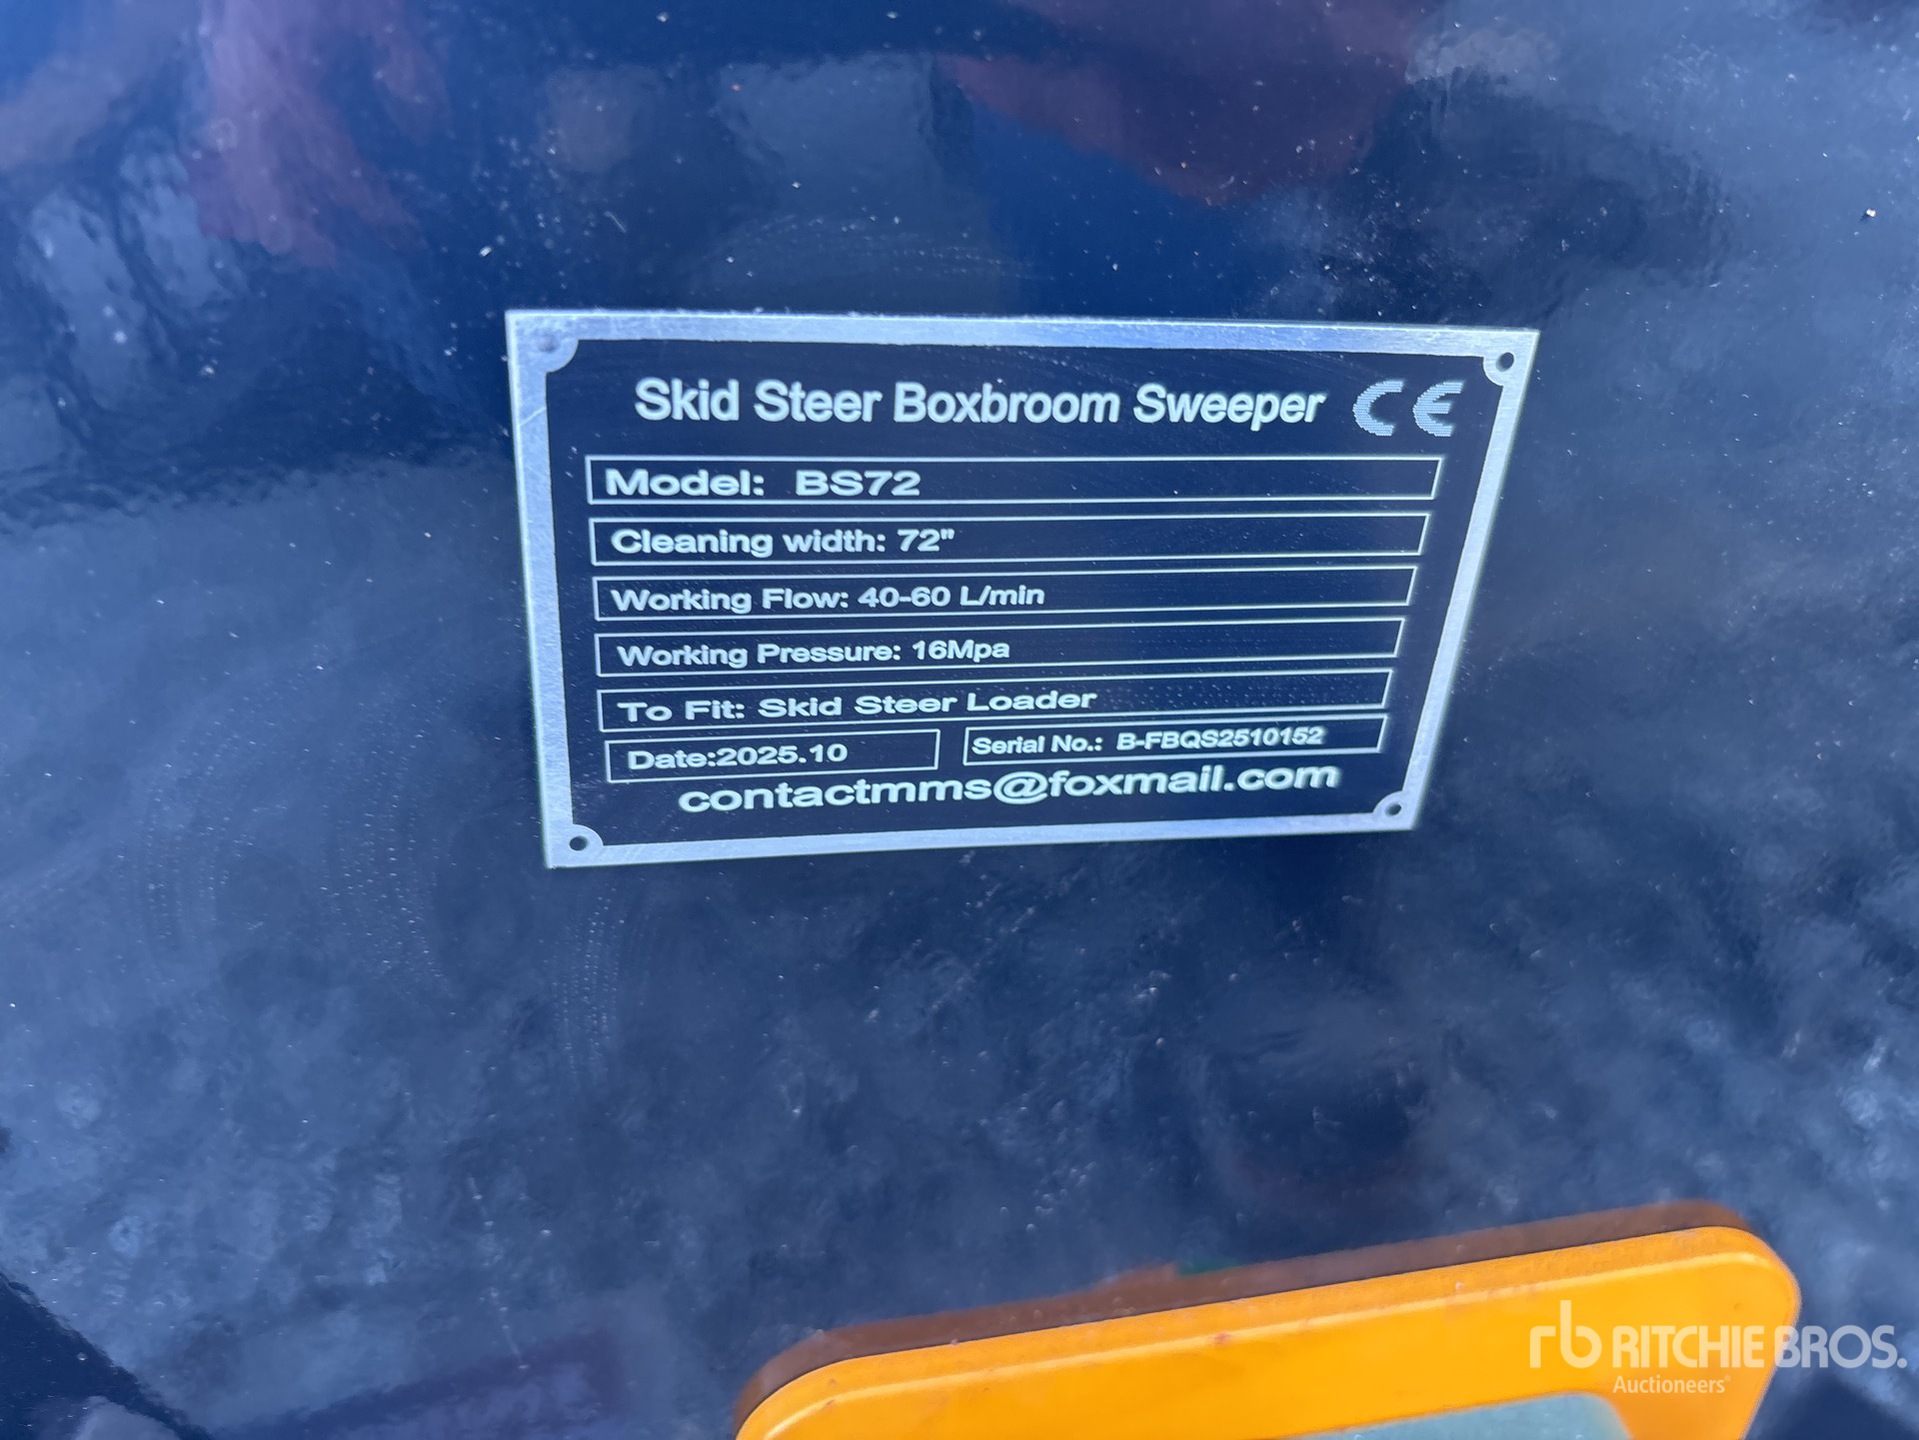 Skid Steer Boxbroom Sweeper CE
Model: BS72
Cleaning width: 72"
Working Flow: 40-60 L/min
Working Pressure: 16Mpa
To Fit: Skid Steer Loader
Date:2025.10 Serial No.: B-FBQS2510152
contactmms@foxmail.com
rb RITCHIE BROS.
Auctioneers